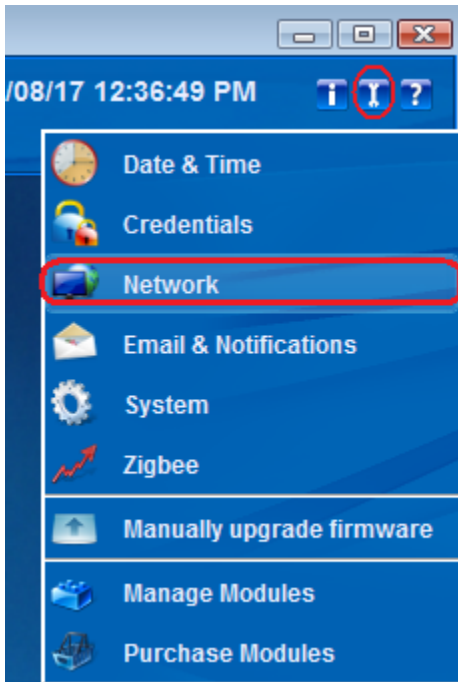 /08/17 12:36:49 PM
i ?
Date & Time
Credentials
Network
Email & Notifications
System
Zigbee
Manually upgrade firmware
Manage Modules
Purchase Modules